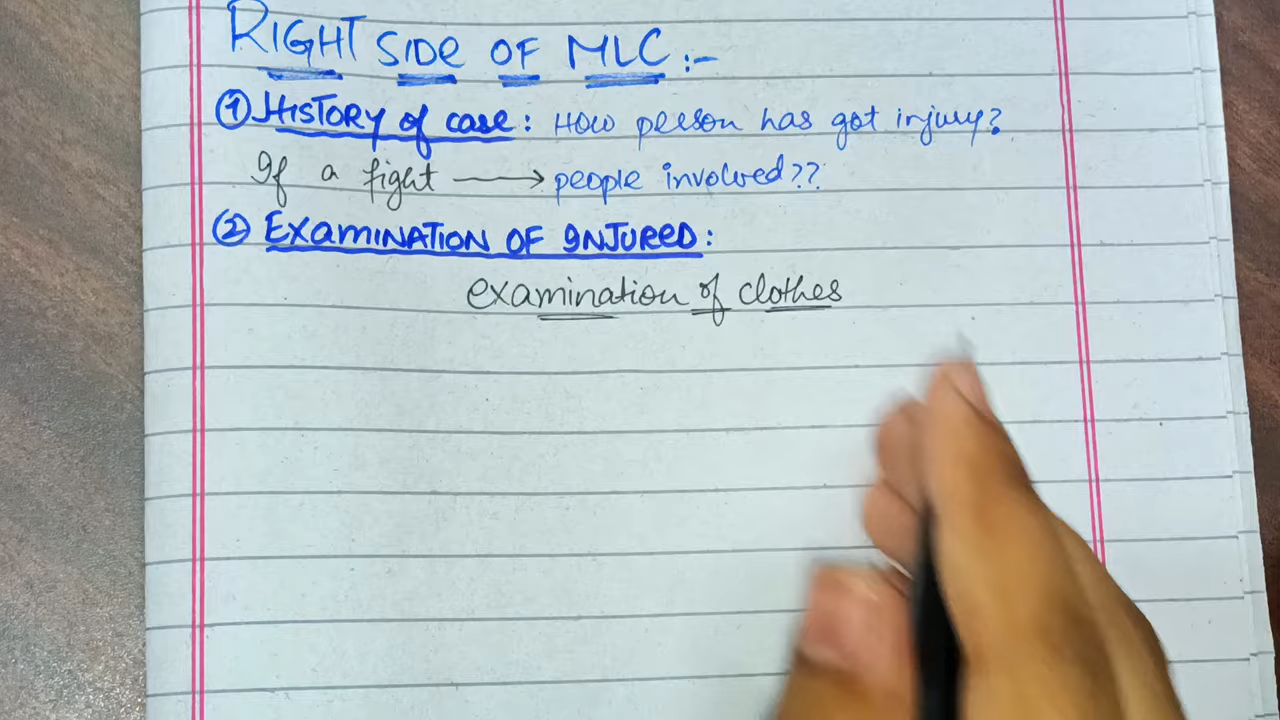 RIGHT SIDE OF MLC :-
① HISTORY of case : How person has got injury?
If a fight ⟶ people involved??
② EXAMINATION OF INJURED :
examination of clothes